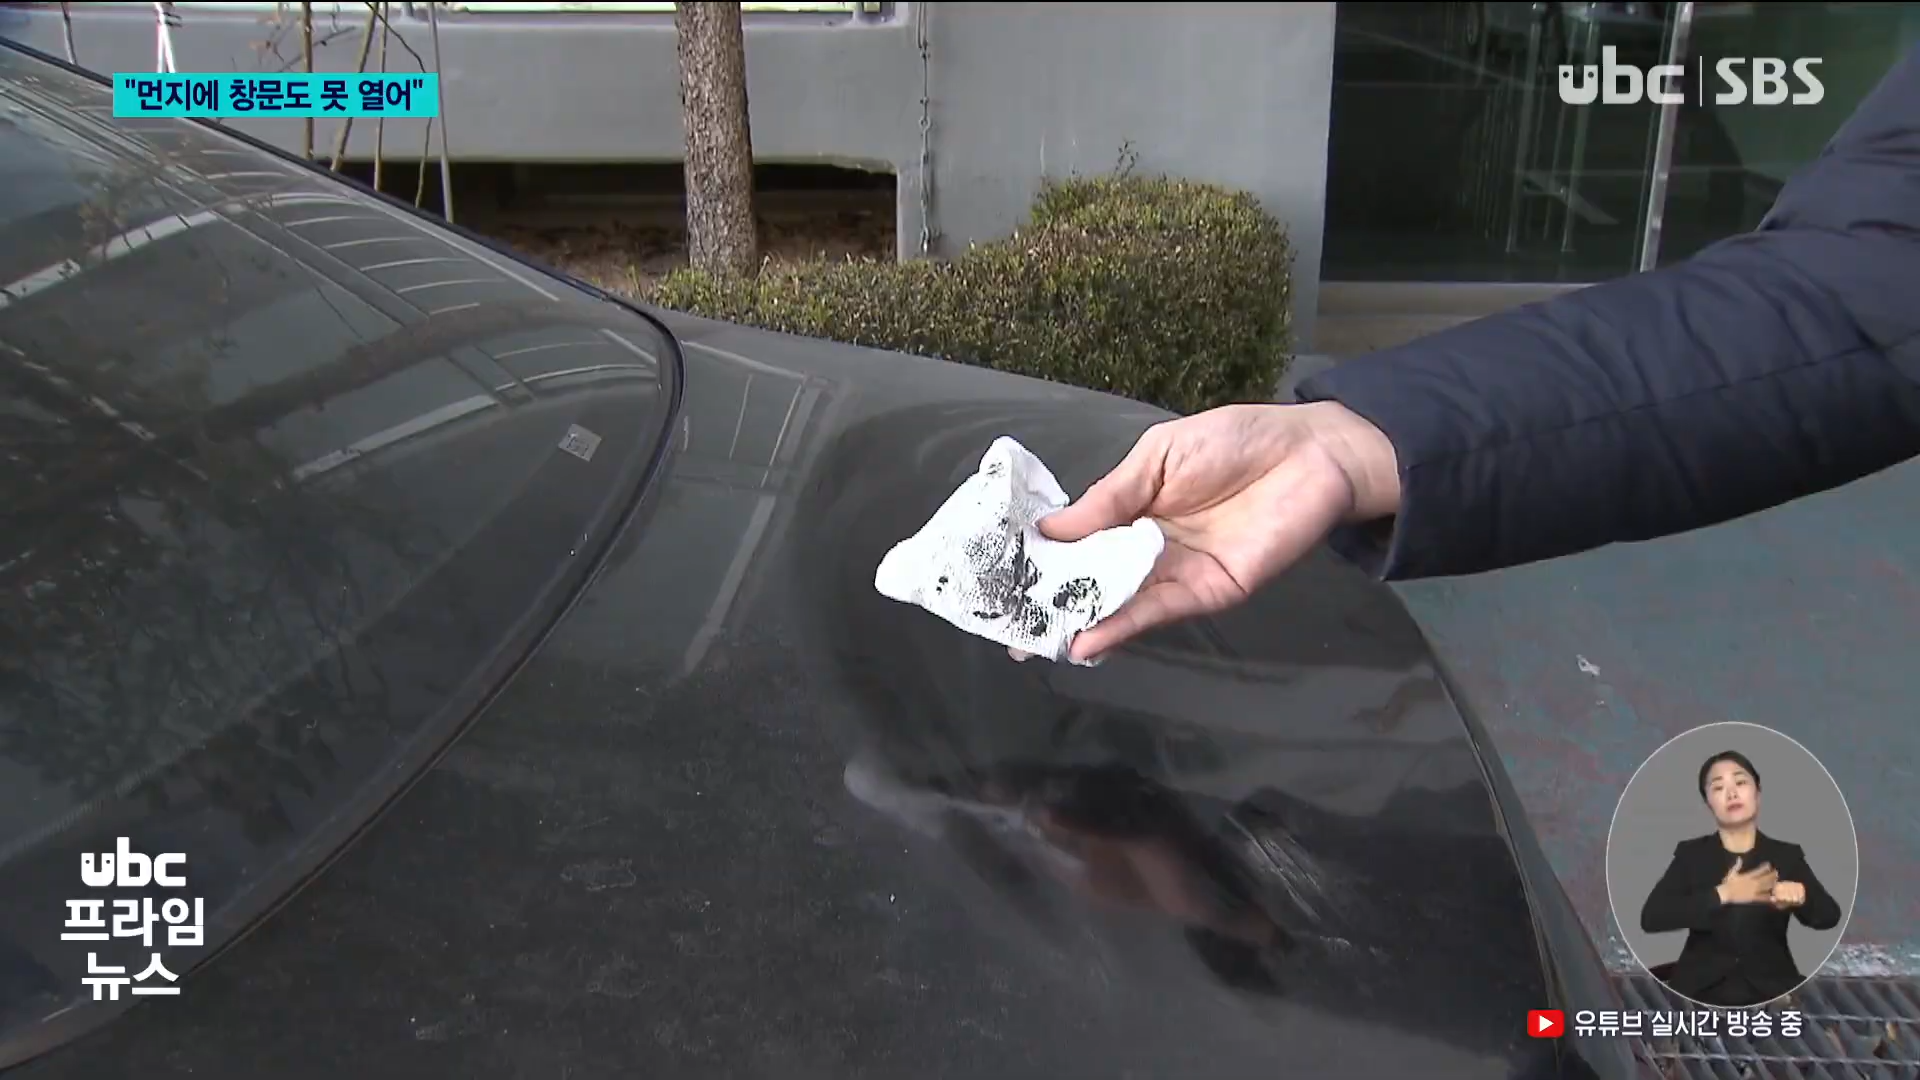 "먼지에 창문도 못 열어"
ubc SBS
ubc
프라임
뉴스
유튜브 실시간 방송 중